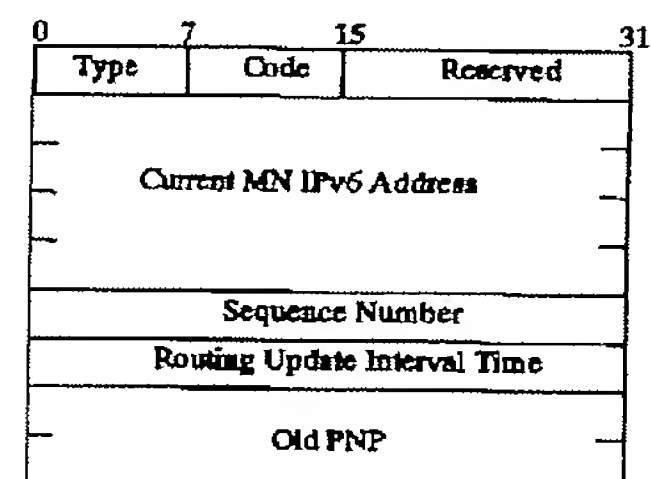 0 7 15 31
Type Code Reserved
Current MN IPv6 Address
Sequence Number
Routing Update Interval Time
Old PNP